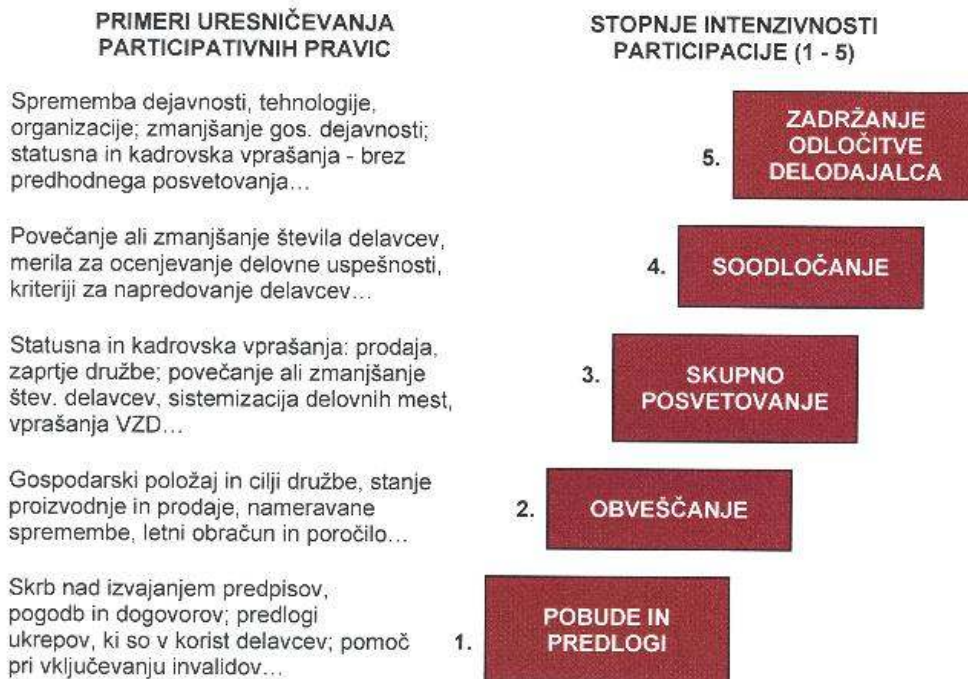 PRIMERI URESNIČEVANJA
PARTICIPATIVNIH PRAVIC
STOPNJE INTENZIVNOSTI
PARTICIPACIJE (1 - 5)
Sprememba dejavnosti, tehnologije,
organizacije; zmanjšanje gos. dejavnosti;
statusna in kadrovska vprašanja - brez
predhodnega posvetovanja...
5.
ZADRŽANJE
ODLOČITVE
DELODAJALCA
Povečanje ali zmanjšanje števila delavcev,
merila za ocenjevanje delovne uspešnosti,
kriteriji za napredovanje delavcev...
4.
SOODLOČANJE
Statusna in kadrovska vprašanja: prodaja,
zaprtje družbe; povečanje ali zmanjšanje
štev. delavcev, sistemizacija delovnih mest,
vprašanja VZD...
3.
SKUPNO
POSVETOVANJE
Gospodarski položaj in cilji družbe, stanje
proizvodnje in prodaje, nameravane
spremembe, letni obračun in poročilo...
2.
OBVEŠČANJE
Skrb nad izvajanjem predpisov,
pogodb in dogovorov; predlogi
ukrepov, ki so v korist delavcev; pomoč
pri vključevanju invalidov...
1.
POBUDE IN
PREDLOGI